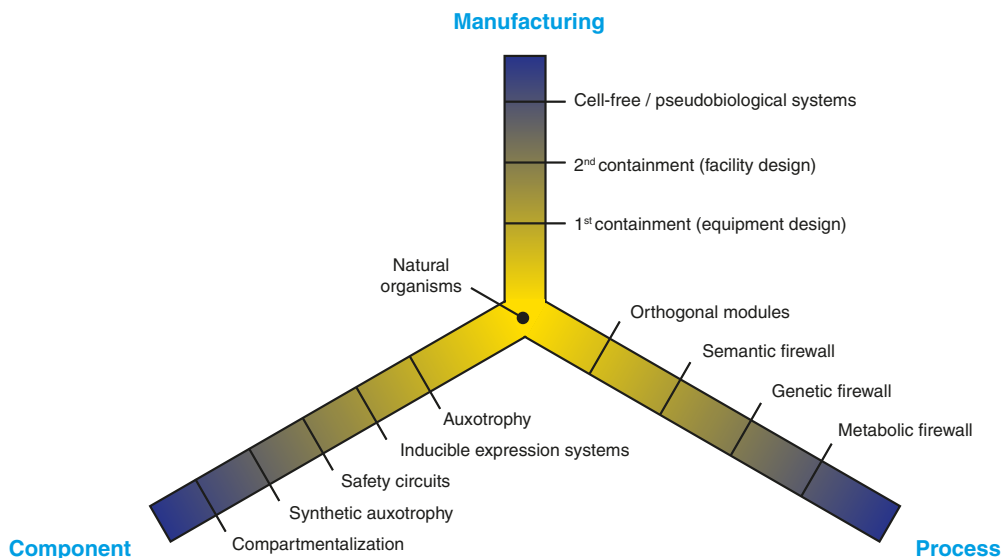 Manufacturing
Cell-free / pseudobiological systems
2nd containment (facility design)
1st containment (equipment design)
Natural
organisms
Orthogonal modules
Semantic firewall
Genetic firewall
Metabolic firewall
Auxotrophy
Inducible expression systems
Safety circuits
Synthetic auxotrophy
Compartmentalization
Component
Process